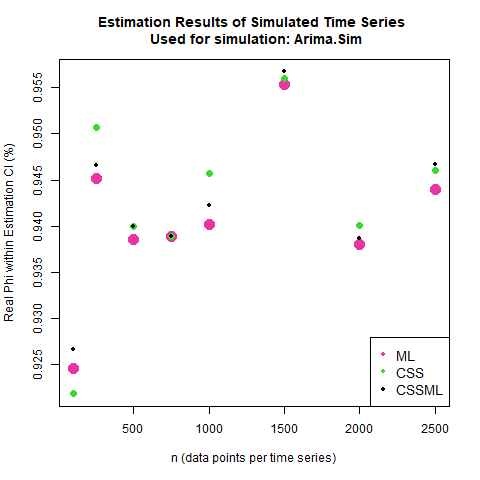 Estimation Results of Simulated Time Series
Used for simulation: Arima.Sim
Real Phi within Estimation CI (%)
0.955
0.950
0.945
0.940
0.935
0.930
0.925
ML
CSS
CSSML
500 1000 1500 2000 2500
n (data points per time series)